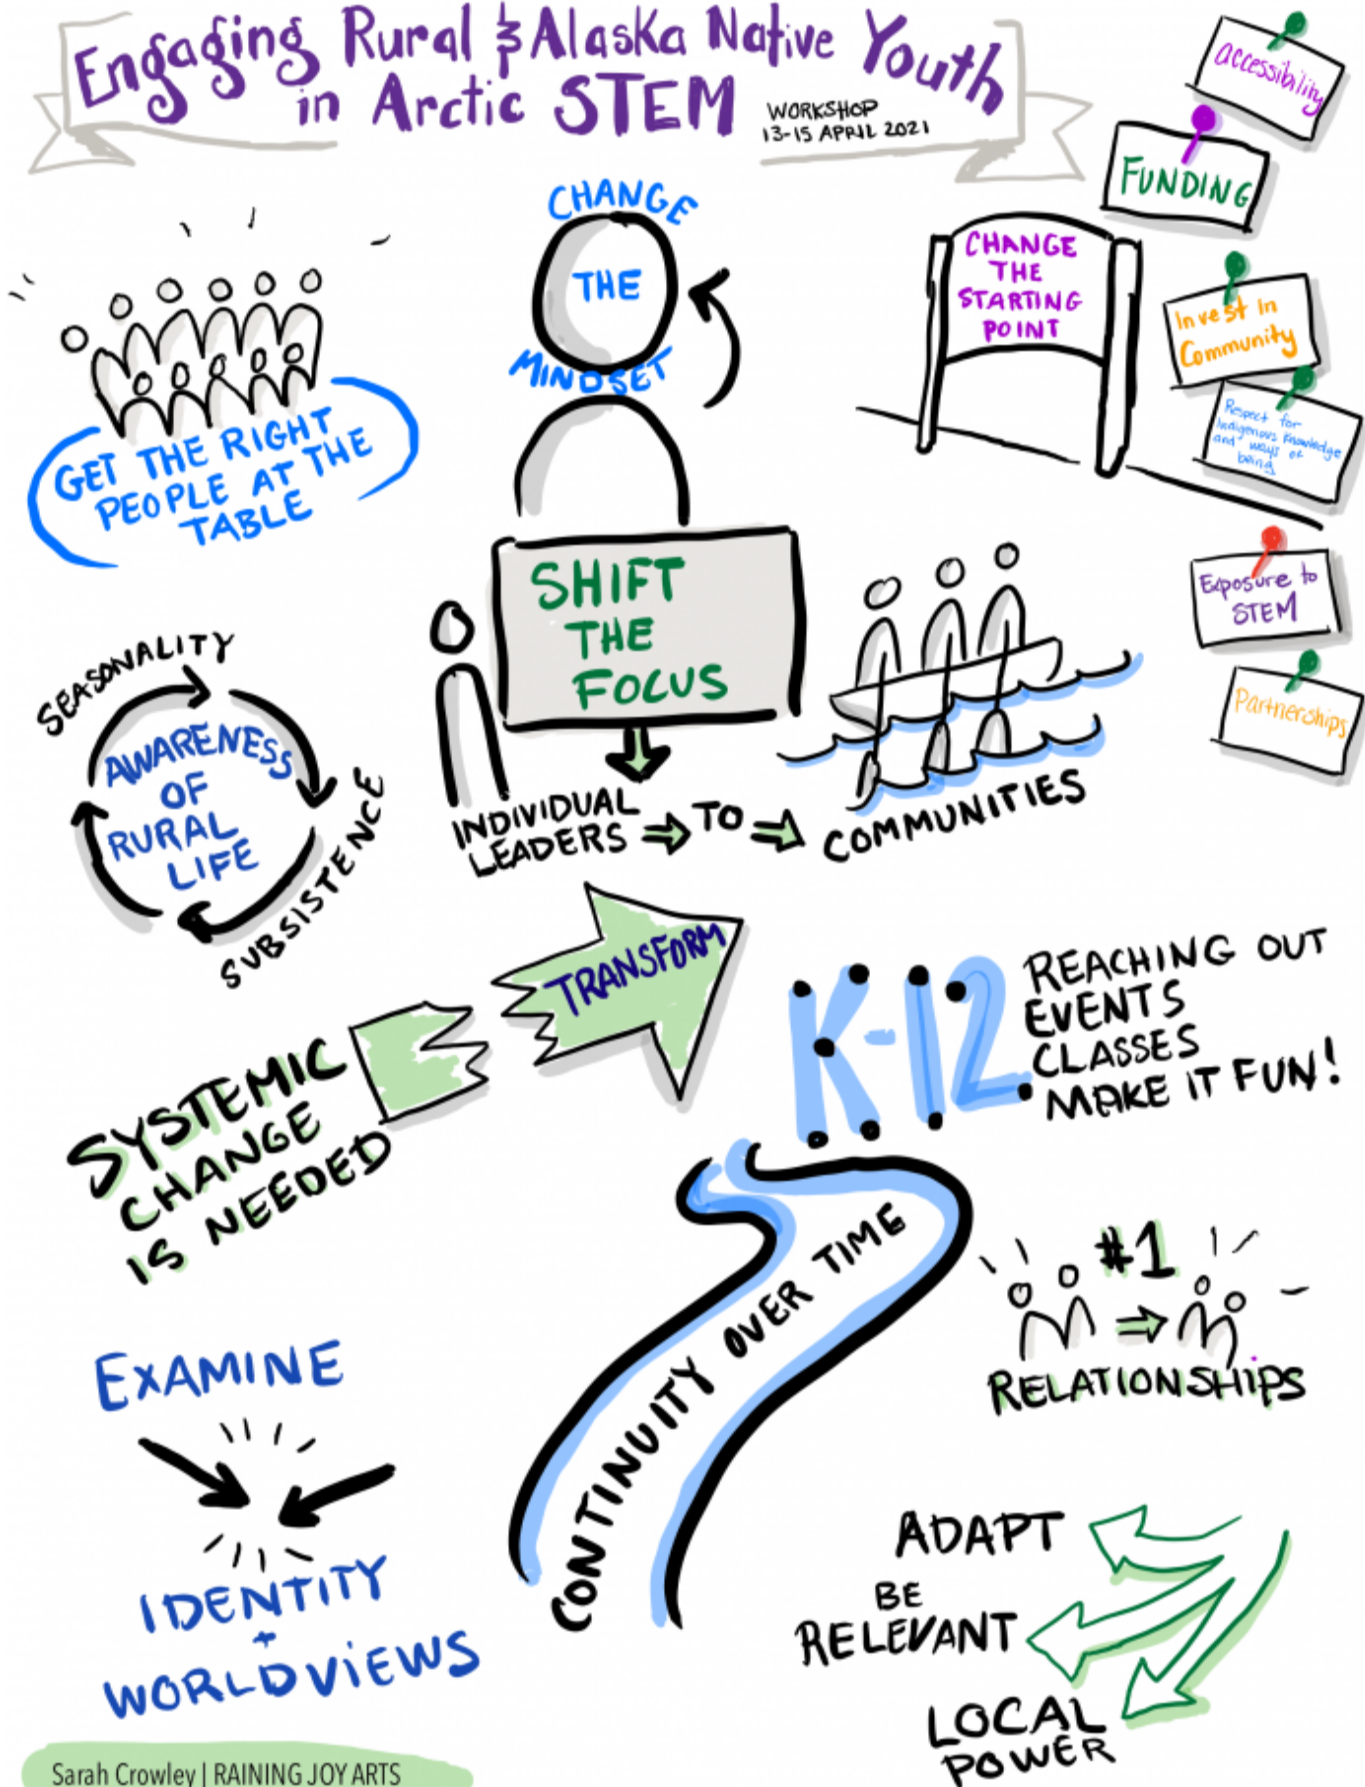 Engaging Rural & Alaska Native Youth
in Arctic STEM
WORKSHOP
13-15 APRIL 2021
accessibility
FUNDING
Invest in
Community
Respect for
Indigenous Knowledge
and ways of
being
Exposure to
STEM
Partnerships
CHANGE
THE
MINDSET
CHANGE
THE
STARTING
POINT
GET THE RIGHT
PEOPLE AT THE
TABLE
SHIFT
THE
FOCUS
INDIVIDUAL
LEADERS
TO
COMMUNITIES
SEASONALITY
AWARENESS
OF
RURAL
LIFE
SUBSISTENCE
TRANSFORM
SYSTEMIC
CHANGE
IS NEEDED
K-12
REACHING OUT
EVENTS
CLASSES
MAKE IT FUN!
CONTINUITY OVER TIME
#1
RELATIONSHiPS
EXAMINE
IDENTITY
+
WORLDViEWS
ADAPT
BE
RELEVANT
LOCAL
POWER
Sarah Crowley | RAINING JOY ARTS